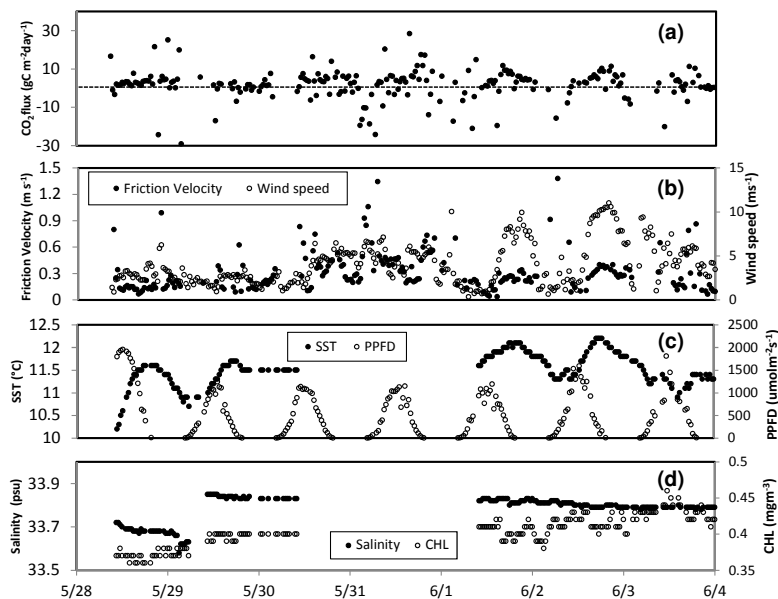 (a)
30
10
-10
-30
CO2 flux (gC m-2day-1)
(b)
Friction Velocity Wind speed
1.5
1.2
0.9
0.6
0.3
0
Friction Velocity (m s-1)
15
10
5
0
Wind speed (ms-1)
(c)
SST PPFD
12.5
12
11.5
11
10.5
10
SST (°C)
2500
2000
1500
1000
500
0
PPFD (umolm-2s-1)
(d)
33.9
33.7
33.5
Salinity (psu)
Salinity CHL
0.5
0.45
0.4
0.35
CHL (mgm-3)
5/28 5/29 5/30 5/31 6/1 6/2 6/3 6/4